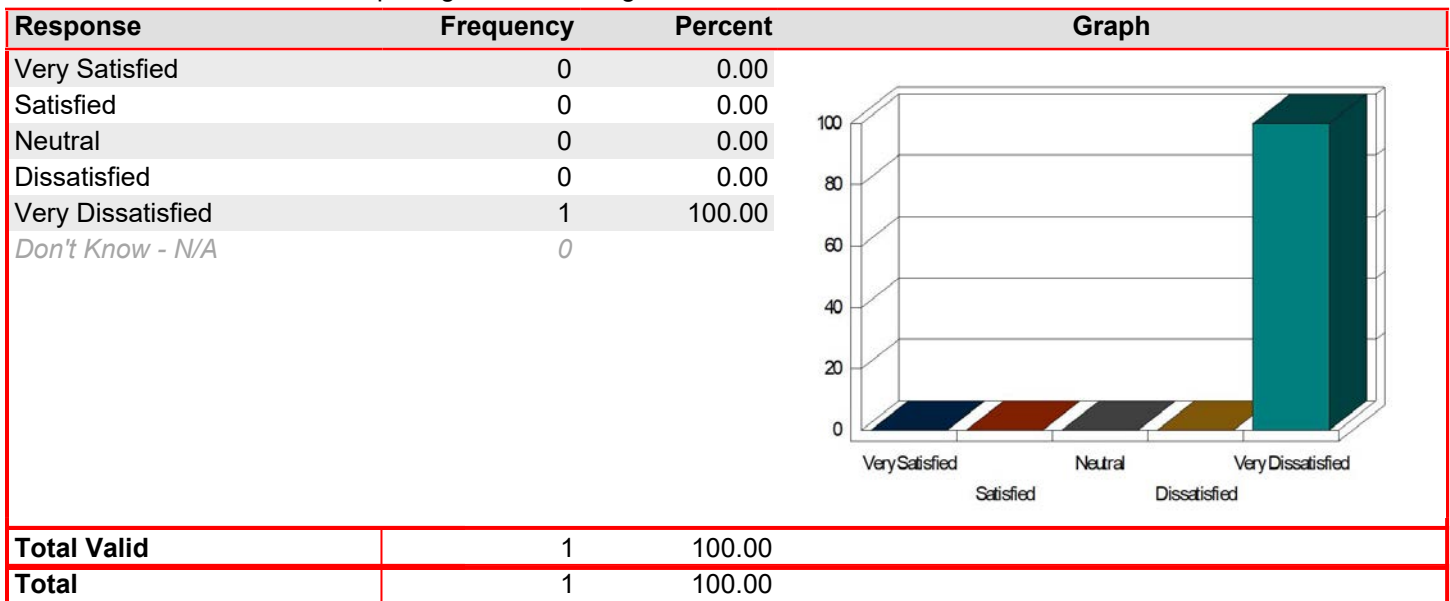 Response Frequency Percent Graph
Very Satisfied 0 0.00
Satisfied 0 0.00
Neutral 0 0.00
Dissatisfied 0 0.00
Very Dissatisfied 1 100.00
Don't Know - N/A 0
100
80
60
40
20
0
Very Satisfied Neutral Very Dissatisfied
Satisfied Dissatisfied
Total Valid 1 100.00
Total 1 100.00